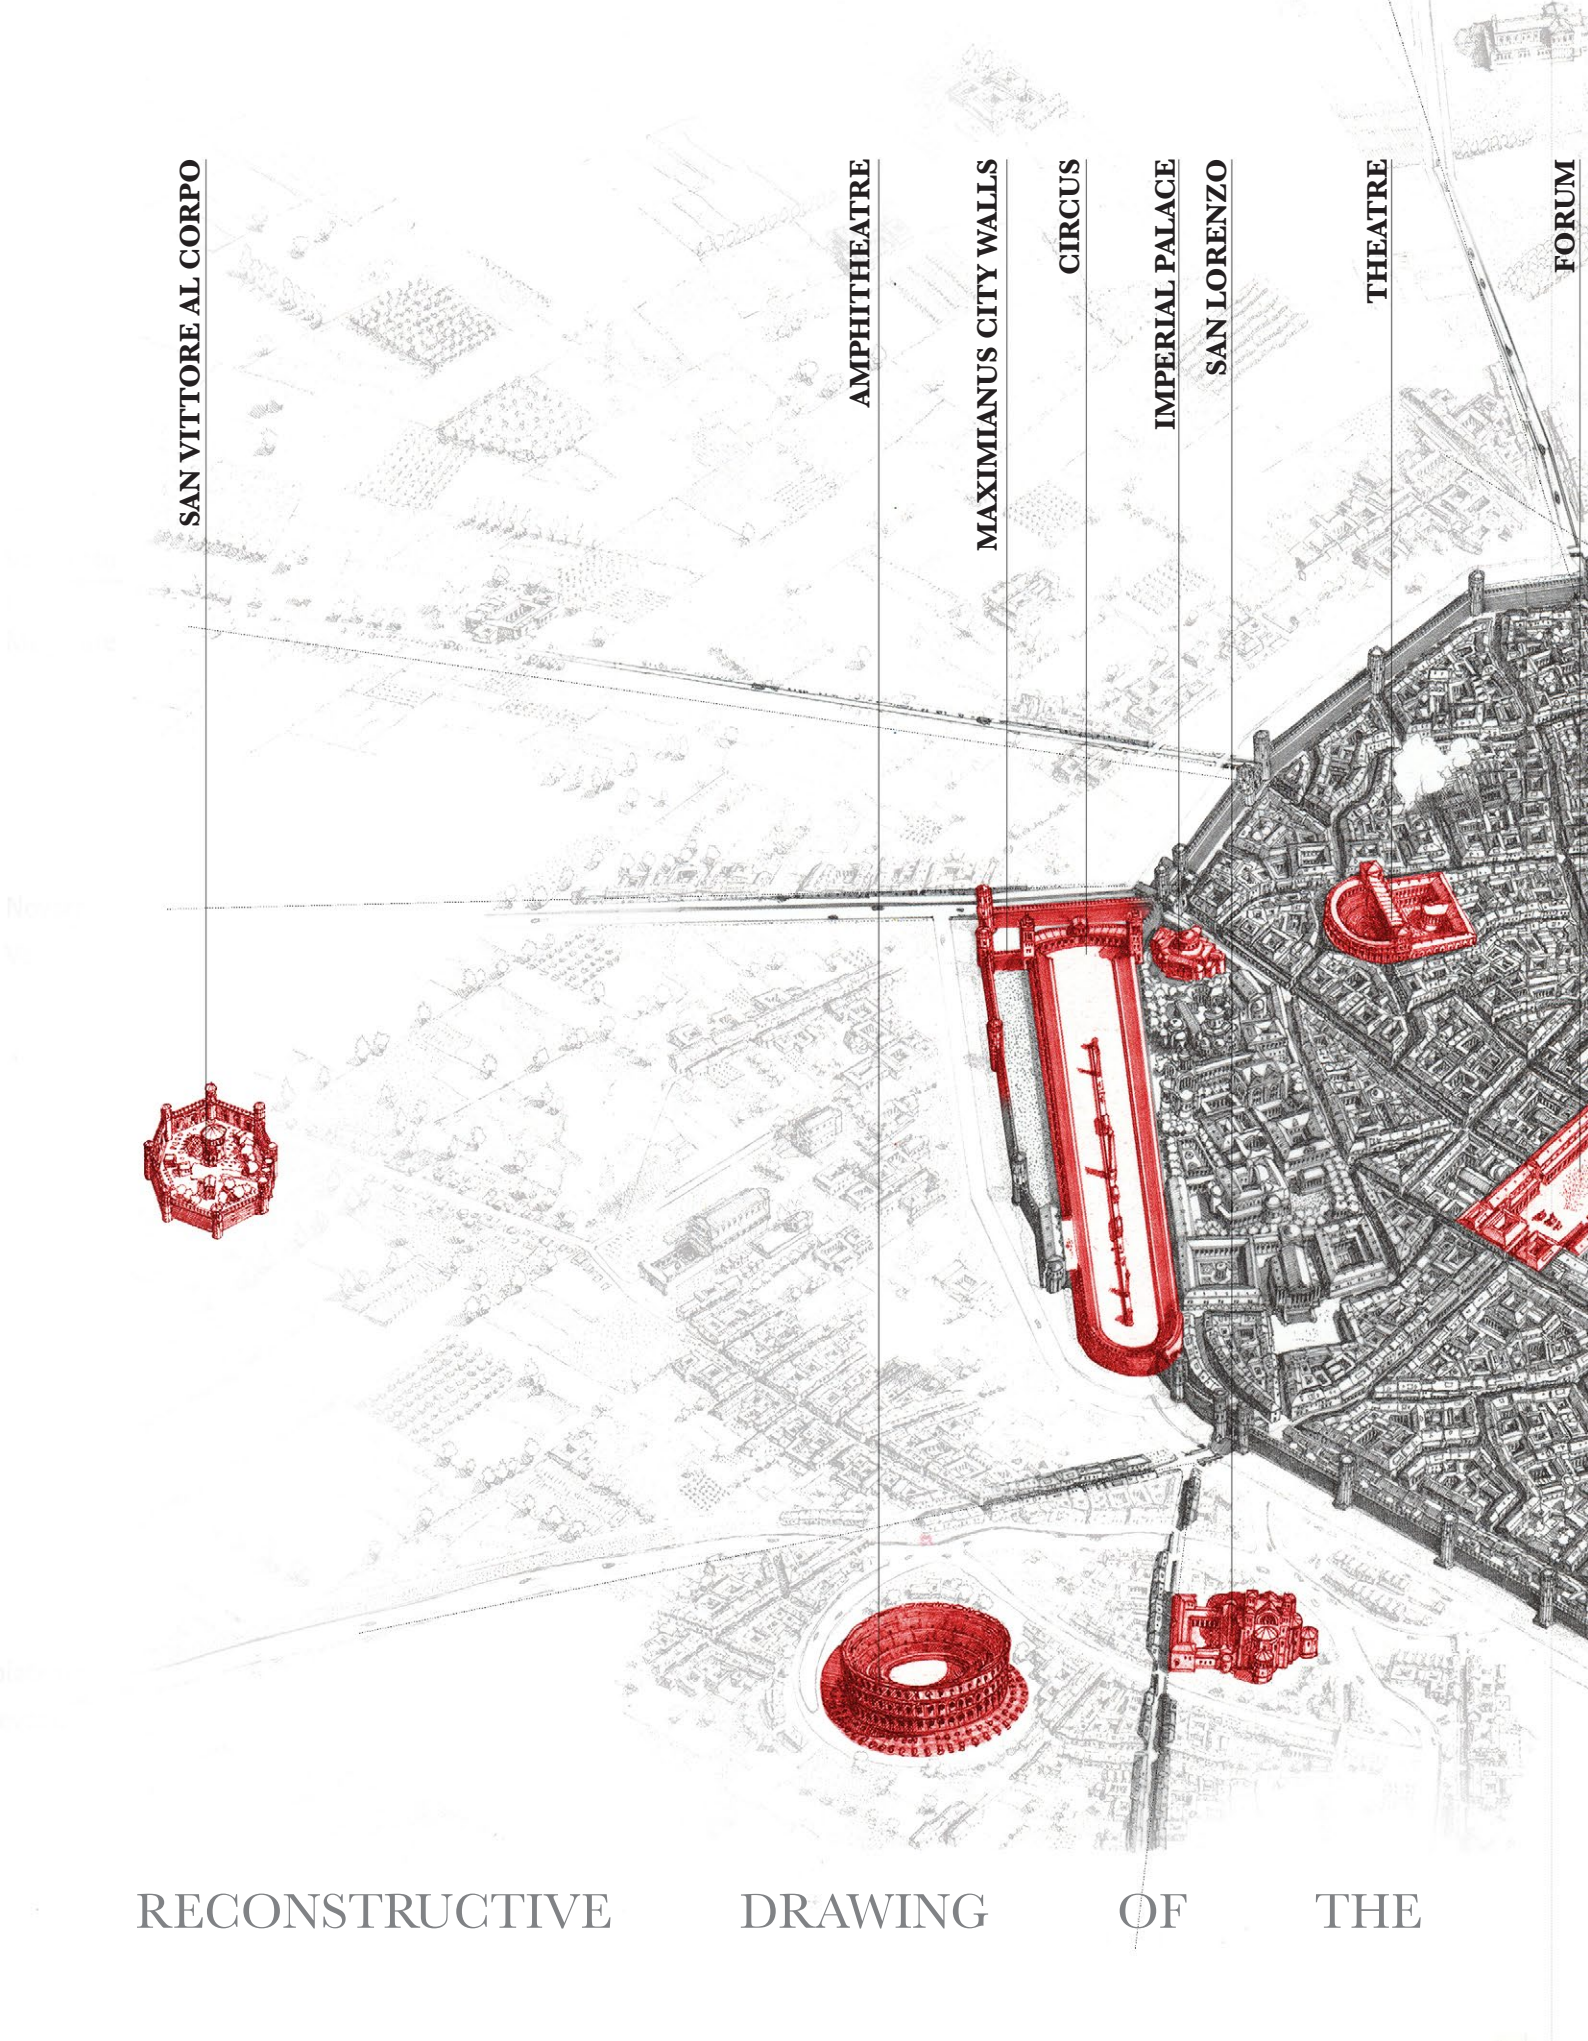 SAN VITTORE AL CORPO
AMPHITHEATRE
MAXIMIANUS CITY WALLS
CIRCUS
IMPERIAL PALACE
SAN LORENZO
THEATRE
FORUM
RECONSTRUCTIVE DRAWING OF THE